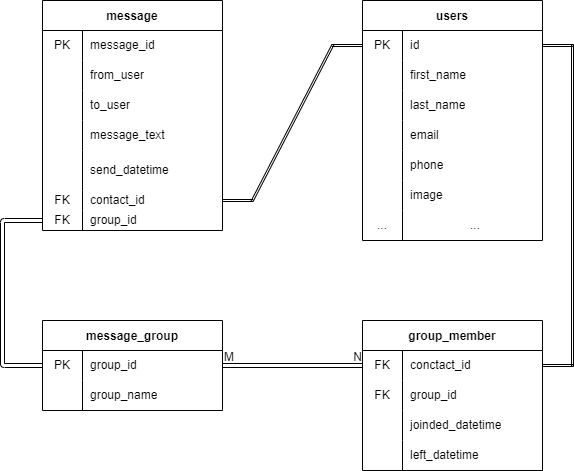 message
PK message_id
from_user
to_user
message_text
send_datetime
FK contact_id
FK group_id
users
PK id
first_name
last_name
email
phone
image
... ...
message_group
PK group_id
group_name
M N
group_member
FK conctact_id
FK group_id
joinded_datetime
left_datetime